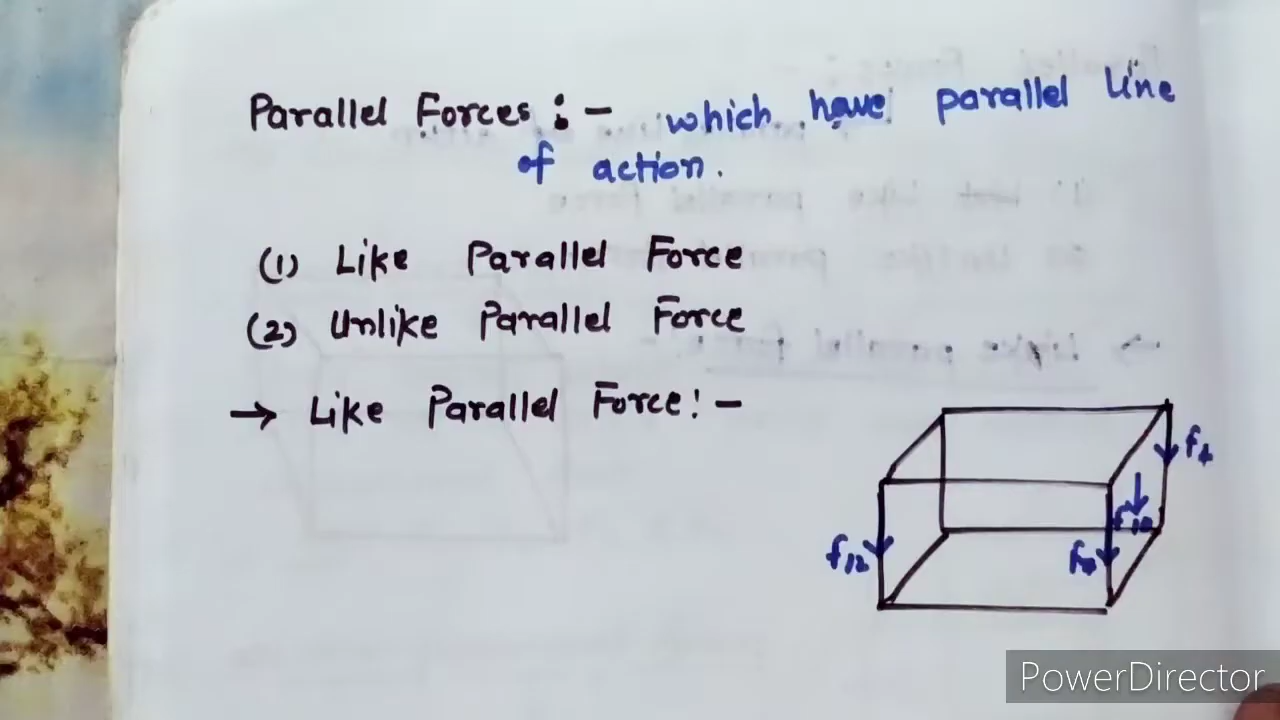 Parallel Forces :- which have parallel line
of action.
(1) Like Parallel Force
(2) Unlike Parallel Force
→ Like Parallel Force :-
f12
PowerDirector